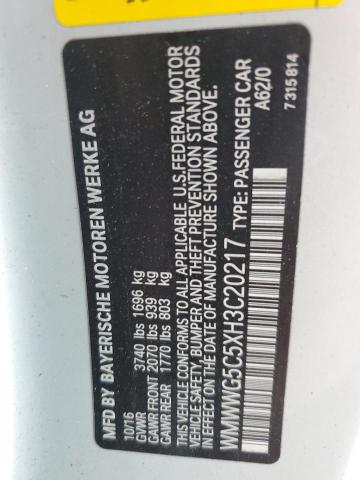 MFD BY BAYERISCHE MOTOREN WERKE AG
10/16
GVWR 3740 lbs 1696 kg
GAWR FRONT 2070 lbs 939 kg
GAWR REAR 1770 lbs 803 kg
THIS VEHICLE CONFORMS TO ALL APPLICABLE U.S.FEDERAL MOTOR
VEHICLE SAFETY, BUMPER AND THEFT PREVENTION STANDARDS
IN EFFECT ON THE DATE OF MANUFACTURE SHOWN ABOVE.
WMWWG5C5XH3C20217 TYPE: PASSENGER CAR
A62/0
7 315 814